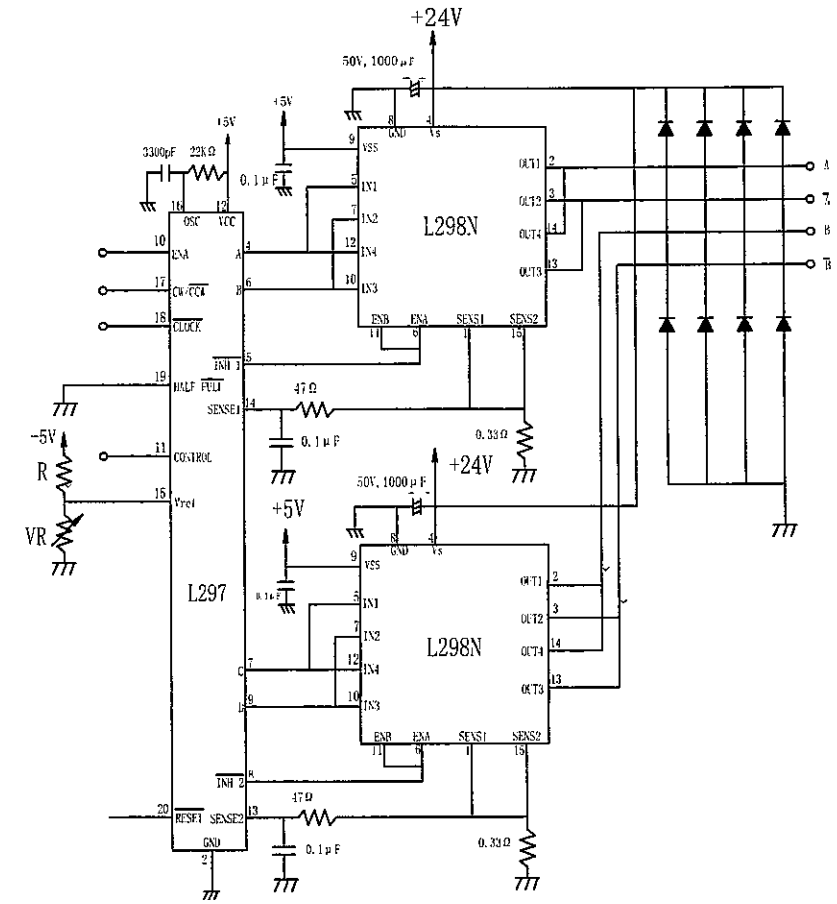 +24V
50V, 1000μF
+5V
+5V
3300pF
22KΩ
0.1μF
8
GND
4
Vs
9
VSS
5
IN1
7
IN2
12
IN4
10
IN3
L298N
OUT1
2
OUT2
3
OUT4
14
OUT3
13
ENB
11
ENA
6
SENS1
1
SENS2
15
A
B
B
16
OSC
12
VCC
10
ENA
17
CW/CCW
18
CLOCK
19
HALF
14
SENSE1
INH 1
5
A
4
B
6
-5V
R
VR
11
CONTROL
15
L297
47Ω
0.1μF
0.33Ω
+24V
50V, 1000μF
+5V
0.1μF
GND
4
Vs
9
VSS
5
IN1
7
IN2
12
IN4
10
IN3
L298N
OUT1
2
OUT2
3
OUT4
14
OUT3
13
ENB
11
ENA
6
SENS1
1
SENS2
15
C
7
9
INH 2
8
20
SENSE2
13
GND
2
47Ω
0.1μF
0.33Ω